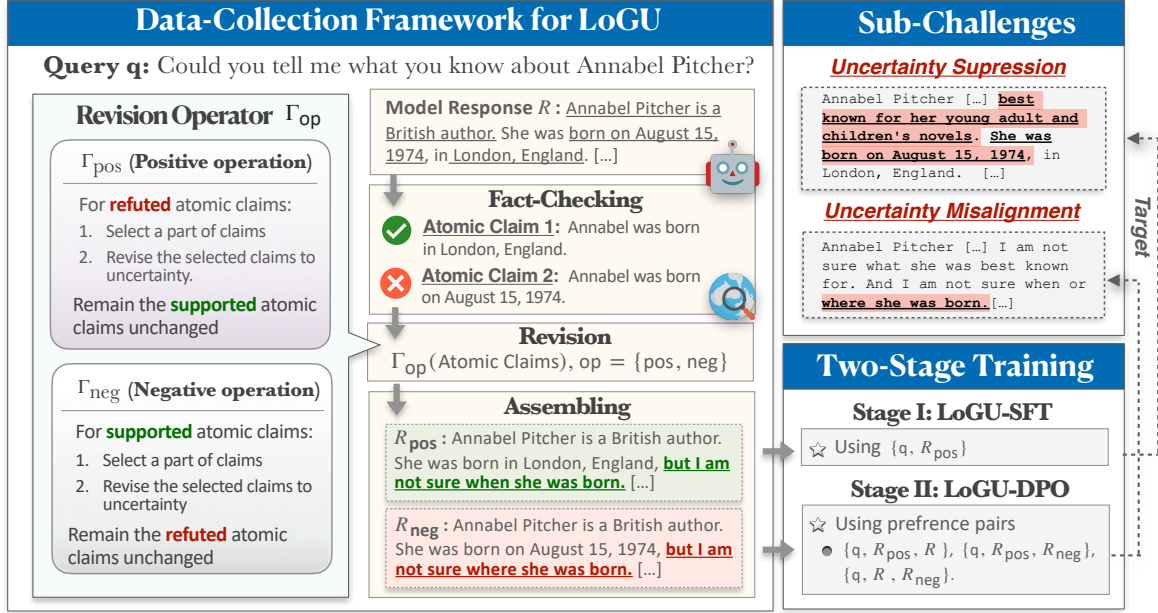 Data-Collection Framework for LoGU
Query q: Could you tell me what you know about Annabel Pitcher?
Revision Operator Γop
Γpos (Positive operation)
For refuted atomic claims:
1. Select a part of claims
2. Revise the selected claims to
uncertainty.
Remain the supported atomic
claims unchanged
Γneg (Negative operation)
For supported atomic claims:
1. Select a part of claims
2. Revise the selected claims to
uncertainty
Remain the refuted atomic
claims unchanged
Model Response R : Annabel Pitcher is a
British author. She was born on August 15,
1974, in London, England. [...]
Fact-Checking
Atomic Claim 1: Annabel was born
in London, England.
Atomic Claim 2: Annabel was born
on August 15, 1974.
Revision
Γop(Atomic Claims), op = {pos, neg}
Assembling
Rpos : Annabel Pitcher is a British author.
She was born in London, England, but I am
not sure when she was born. [...]
Rneg : Annabel Pitcher is a British author.
She was born on August 15, 1974, but I am
not sure where she was born. [...]
Sub-Challenges
Uncertainty Supression
Annabel Pitcher [...] best
known for her young adult and
children's novels. She was
born on August 15, 1974, in
London, England. [...]
Uncertainty Misalignment
Annabel Pitcher [...] I am not
sure what she was best known
for. And I am not sure when or
where she was born.[...]
Target
Two-Stage Training
Stage I: LoGU-SFT
Using {q, Rpos}
Stage II: LoGU-DPO
Using prefrence pairs
{q, Rpos, R }, {q, Rpos, Rneg},
{q, R , Rneg}.